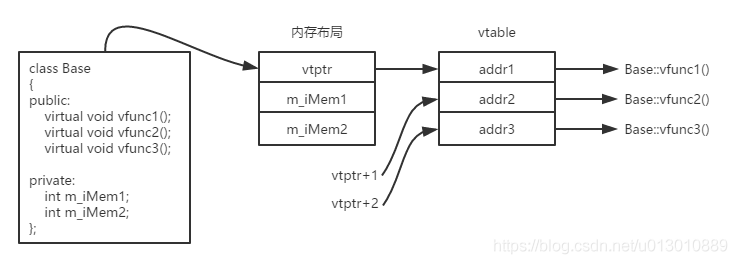 class Base
{
public:
virtual void vfunc1();
virtual void vfunc2();
virtual void vfunc3();
private:
int m_iMem1;
int m_iMem2;
};
内存布局
vtptr
m_iMem1
m_iMem2
vtable
addr1
addr2
addr3
Base::vfunc1()
Base::vfunc2()
Base::vfunc3()
vtptr+1
vtptr+2
https://blog.csdn.net/u013010889